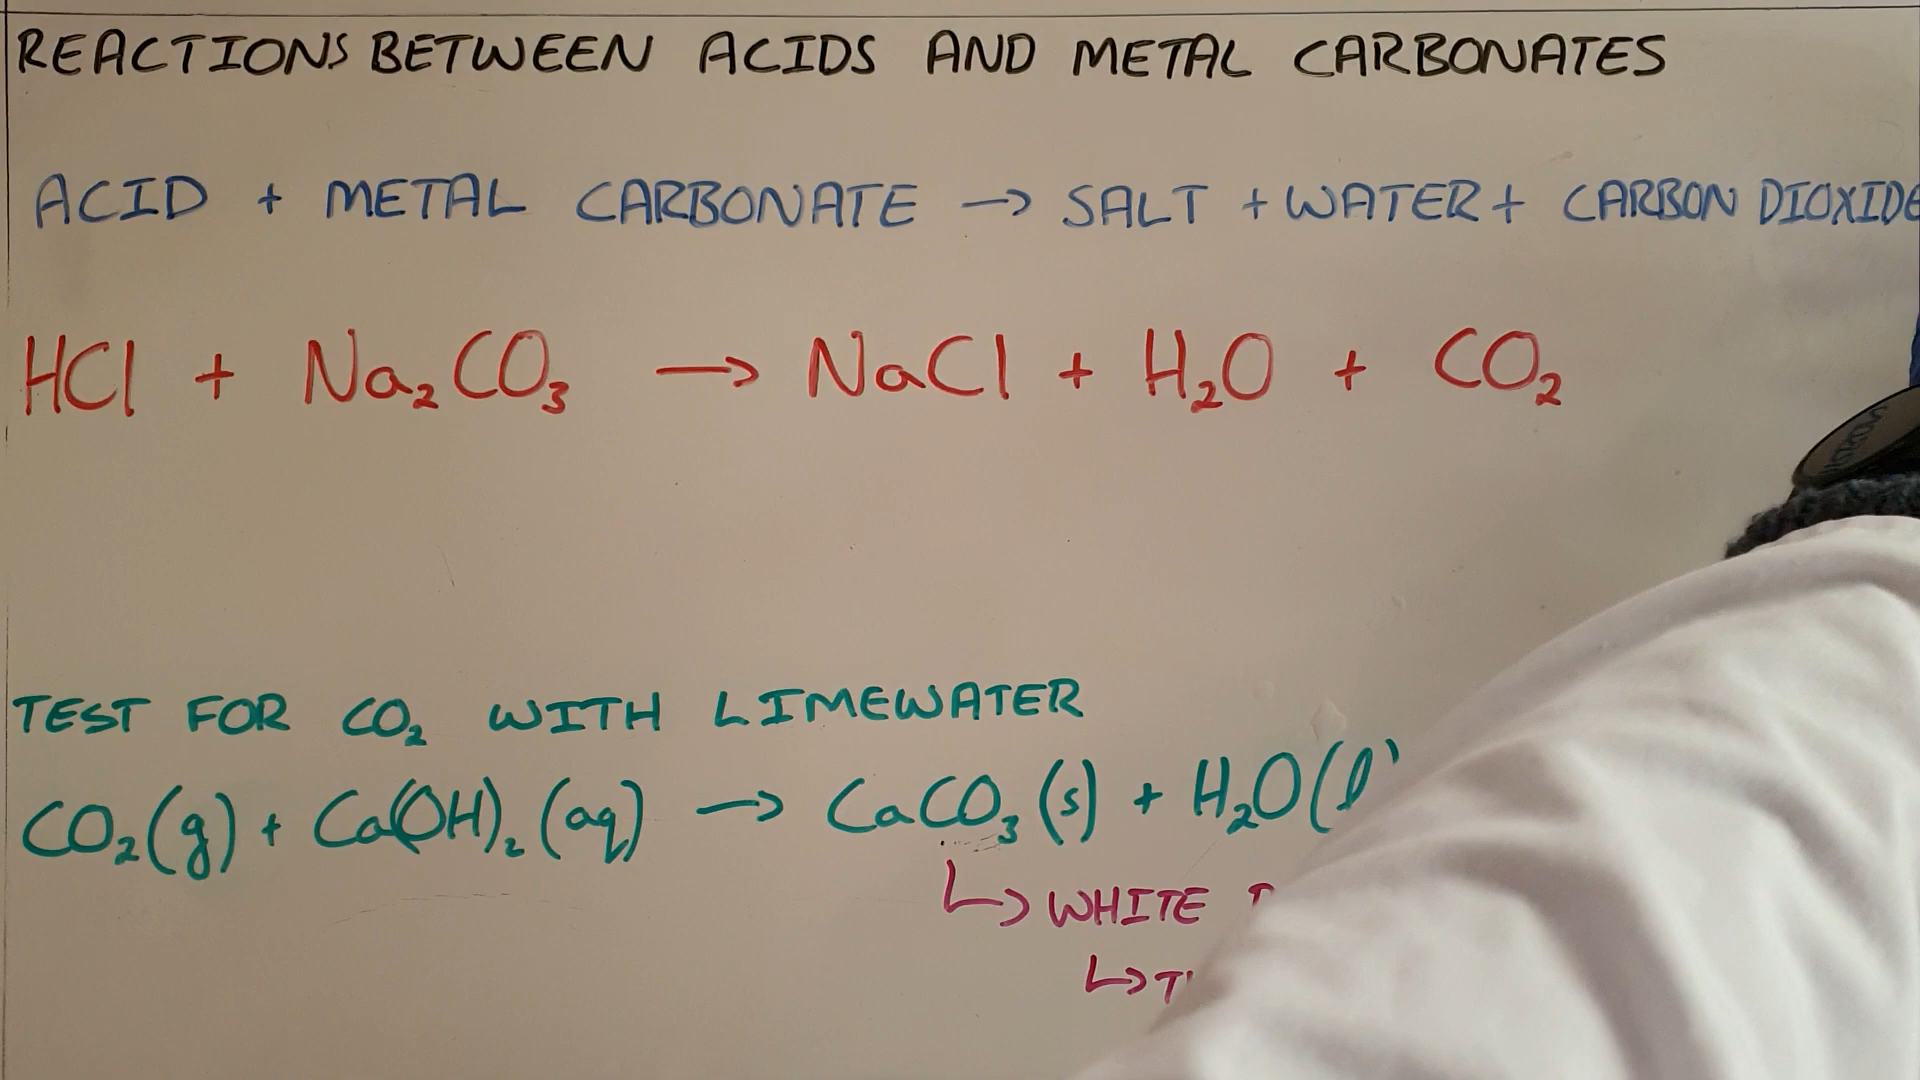 REACTIONS BETWEEN ACIDS AND METAL CARBONATES
ACID + METAL CARBONATE → SALT + WATER + CARBON DIOXIDE
HCl + Na₂CO₃ → NaCl + H₂O + CO₂
TEST FOR CO₂ WITH LIMEWATER
CO₂(g) + Ca(OH)₂(aq) → CaCO₃(s) + H₂O(l)
↳ WHITE